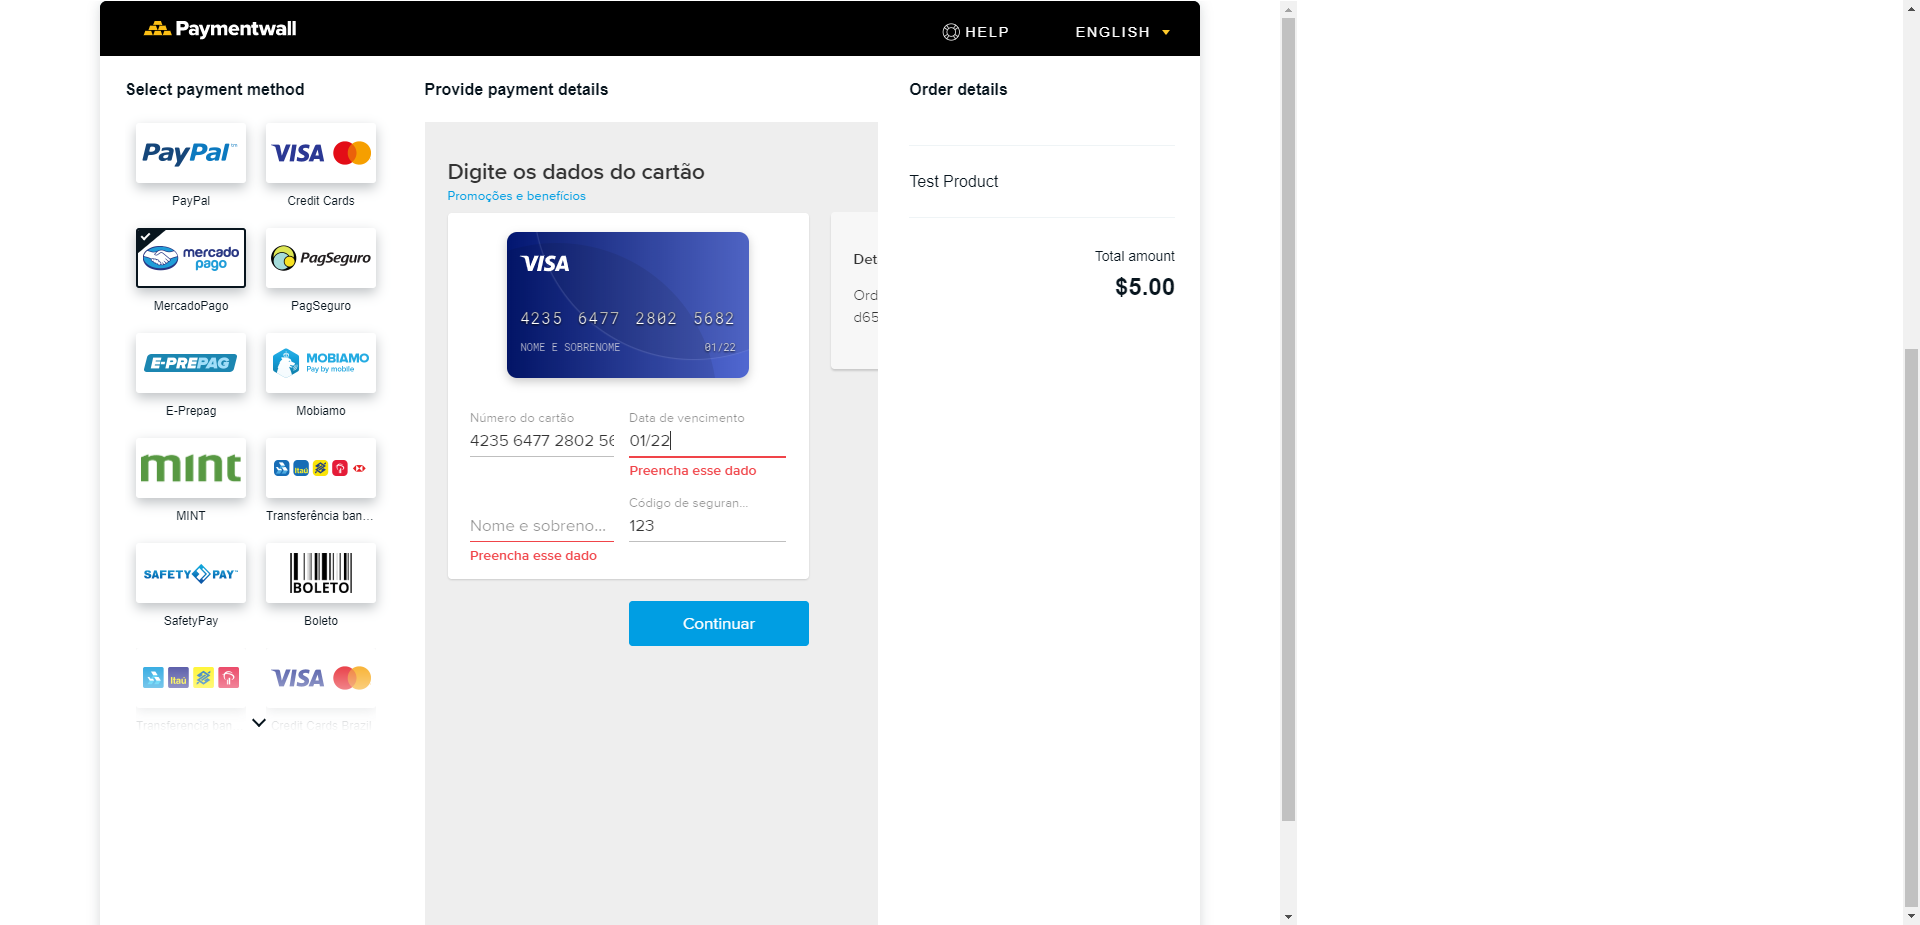 Paymentwall
HELP
ENGLISH
Select payment method
Provide payment details
Order details
PayPal™
VISA
PayPal
Credit Cards
mercado
pago
PagSeguro
MercadoPago
PagSeguro
E-PREPAG
MOBIAMO
Pay by mobile
E-Prepag
Mobiamo
mint
Itaú
MINT
Transferência ban...
SAFETYPAY™
BOLETO
SafetyPay
Boleto
Itaú
VISA
Transferencia ban...
Credit Cards Brazil
Digite os dados do cartão
Promoções e benefícios
VISA
4235 6477 2802 5682
NOME E SOBRENOME
01/22
Número do cartão
Data de vencimento
4235 6477 2802 56
01/22
Preencha esse dado
Código de seguran...
Nome e sobreno...
123
Preencha esse dado
Continuar
Det
Ord
d65
Test Product
Total amount
$5.00